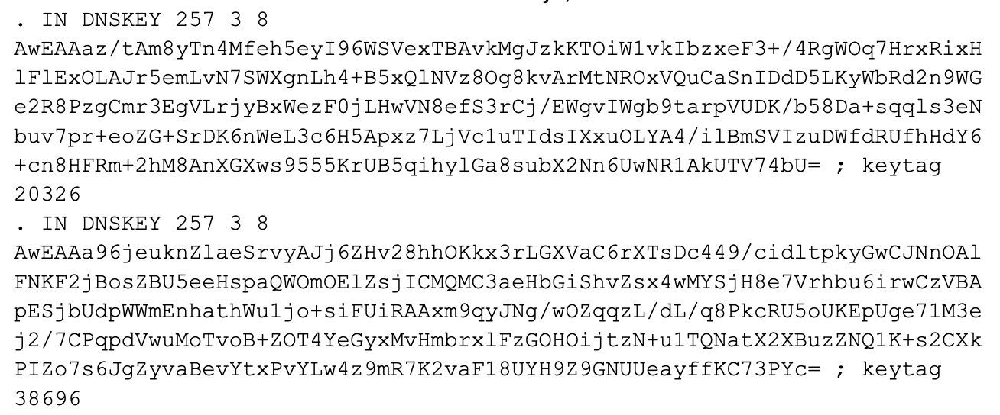 . IN DNSKEY 257 3 8
AwEAAaz/tAm8yTn4Mfeh5eyI96WSVexTBAvkMgJzkKTOiW1vkIbzxeF3+/4RgWOq7HrxRixH
lFlExOLAJr5emLvN7SWXgnLh4+B5xQlNVz8Og8kvArMtNROxVQuCaSnIDdD5LKyWbRd2n9WG
e2R8PzgCmr3EgVLrjyBxWezF0jLHwVN8efS3rCj/EWgvIWgb9tarpVUDK/b58Da+sqqls3eN
buv7pr+eoZG+SrDK6nWeL3c6H5Apxz7LjVc1uTIdsIXxuOLYA4/ilBmSVIzuDWfdRUfhHdY6
+cn8HFRm+2hM8AnXGXws9555KrUB5qihylGa8subX2Nn6UwNR1AkUTV74bU= ; keytag
20326
. IN DNSKEY 257 3 8
AwEAAa96jeuknZlaeSrvyAJj6ZHv28hhOKkx3rLGXVaC6rXTsDc449/cidltpkyGwCJNnOAl
FNKF2jBosZBU5eeHspaQWOmOElZsjICMQMC3aeHbGiShvZsx4wMYSjH8e7Vrhbu6irwCzVBA
pESjbUdpWWmEnhathWu1jo+siFUiRAAxm9qyJNg/wOZqqzL/dL/q8PkcRU5oUKEpUge71M3e
j2/7CPqpdVwuMoTvoB+ZOT4YeGyxMvHmbrxlFzGOHOijtzN+u1TQNatX2XBuzZNQ1K+s2CXk
PIZo7s6JgZyvaBevYtxPvYLw4z9mR7K2vaF18UYH9Z9GNUUeayffKC73PYc= ; keytag
38696